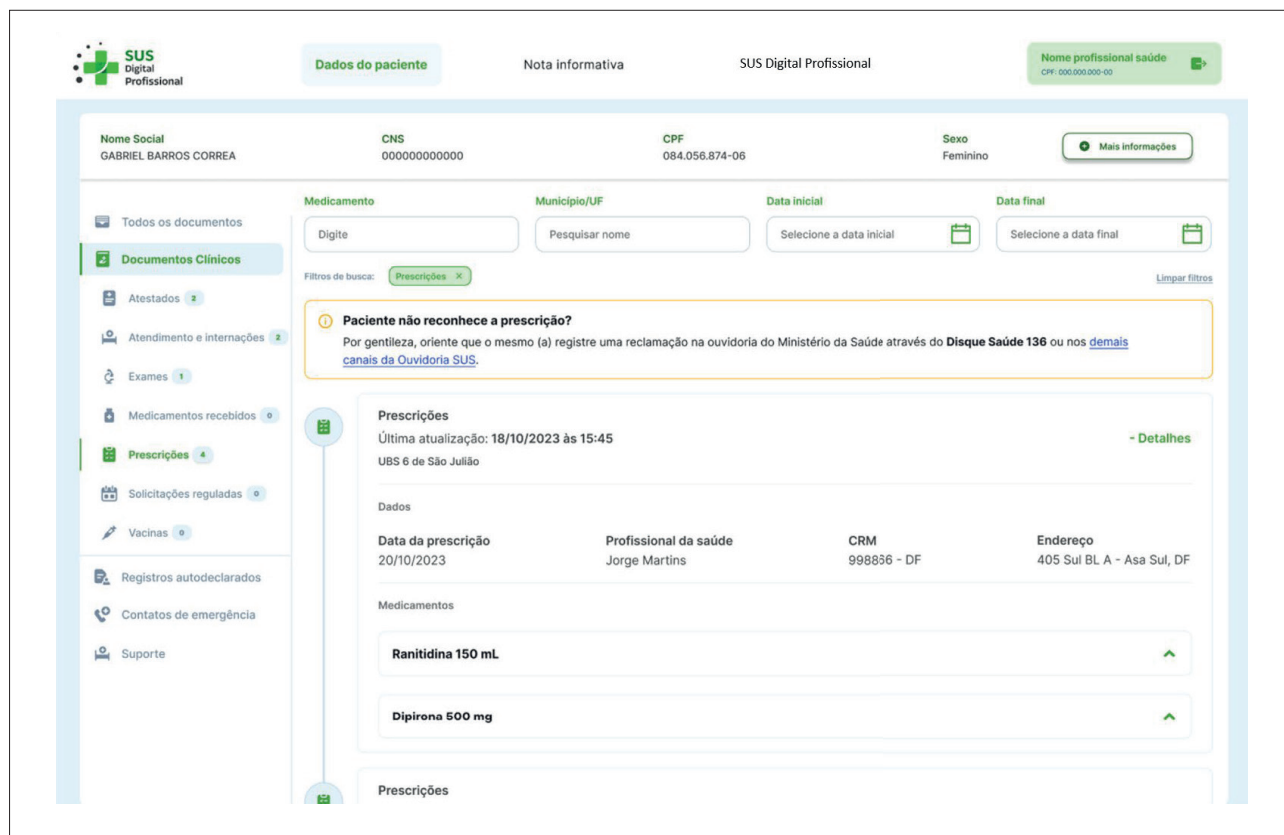 SUS
Digital
Profissional
Dados do paciente
Nota informativa
SUS Digital Profissional
Nome profissional saúde
CPF: 000.000.000-00
Nome Social
GABRIEL BARROS CORREA
CNS
000000000000
CPF
084.056.874-06
Sexo
Feminino
Mais informações
Todos os documentos
Documentos Clínicos
Atestados 2
Atendimento e internações 2
Exames 1
Medicamentos recebidos 0
Prescrições 4
Solicitações reguladas 0
Vacinas 0
Registros autodeclarados
Contatos de emergência
Suporte
Medicamento
Digite
Município/UF
Pesquisar nome
Data inicial
Selecione a data inicial
Data final
Selecione a data final
Filtros de busca: Prescrições ×
Limpar filtros
Paciente não reconhece a prescrição?
Por gentileza, oriente que o mesmo (a) registre uma reclamação na ouvidoria do Ministério da Saúde através do Disque Saúde 136 ou nos demais
canais da Ouvidoria SUS.
Prescrições
Última atualização: 18/10/2023 às 15:45
UBS 6 de São Julião
- Detalhes
Dados
Data da prescrição
20/10/2023
Profissional da saúde
Jorge Martins
CRM
998866 - DF
Endereço
405 Sul BL A - Asa Sul, DF
Medicamentos
Ranitidina 150 mL
Dipirona 500 mg
Prescrições